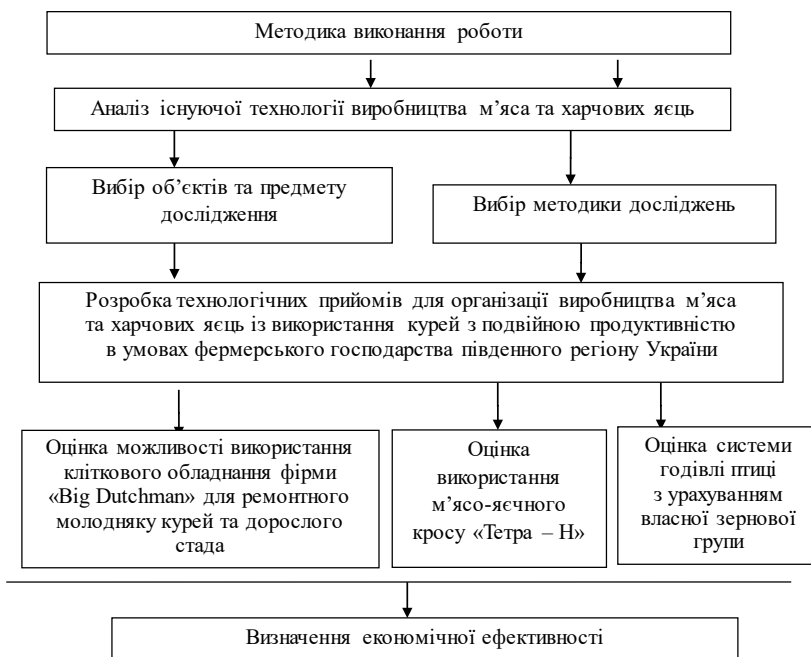 Методика виконання роботи
Аналіз існуючої технології виробництва м’яса та харчових яєць
Вибір об’єктів та предмету
дослідження
Вибір методики досліджень
Розробка технологічних прийомів для організації виробництва м’яса
та харчових яєць із використання курей з подвійною продуктивністю
в умовах фермерського господарства південного регіону України
Оцінка можливості використання
кліткового обладнання фірми
«Big Dutchman» для ремонтного
молодняку курей та дорослого
стада
Оцінка
використання
м’ясо-яєчного
кросу «Тетра – Н»
Оцінка системи
годівлі птиці
з урахуванням
власної зернової
групи
Визначення економічної ефективності